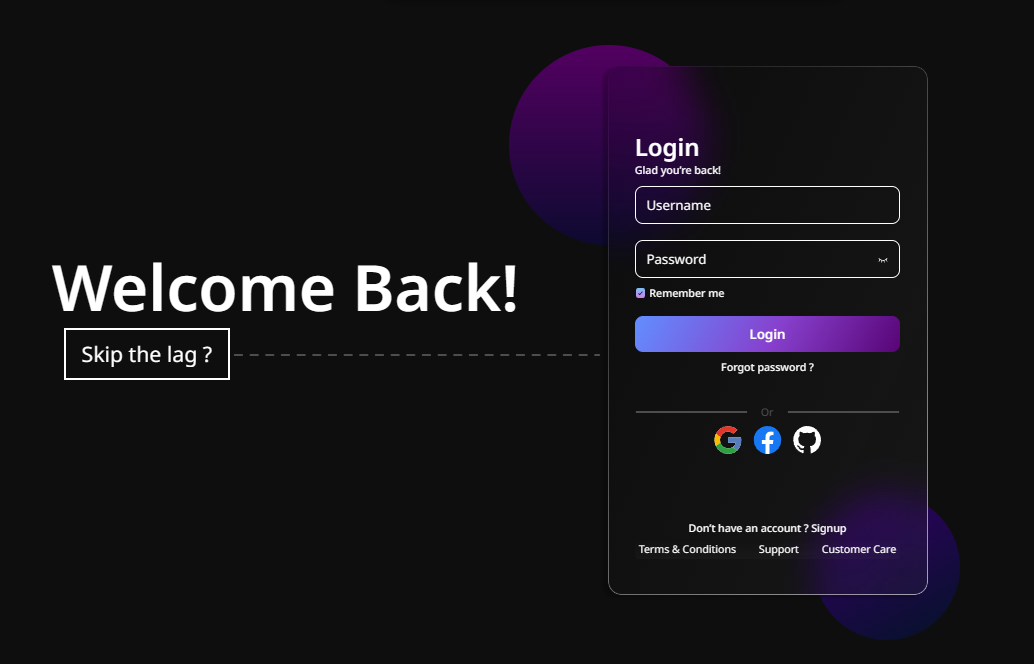 Welcome Back!
Skip the lag ?
Login
Glad you're back!
Username
Password
Remember me
Login
Forgot password ?
Or
Don't have an account ? Signup
Terms & Conditions Support Customer Care